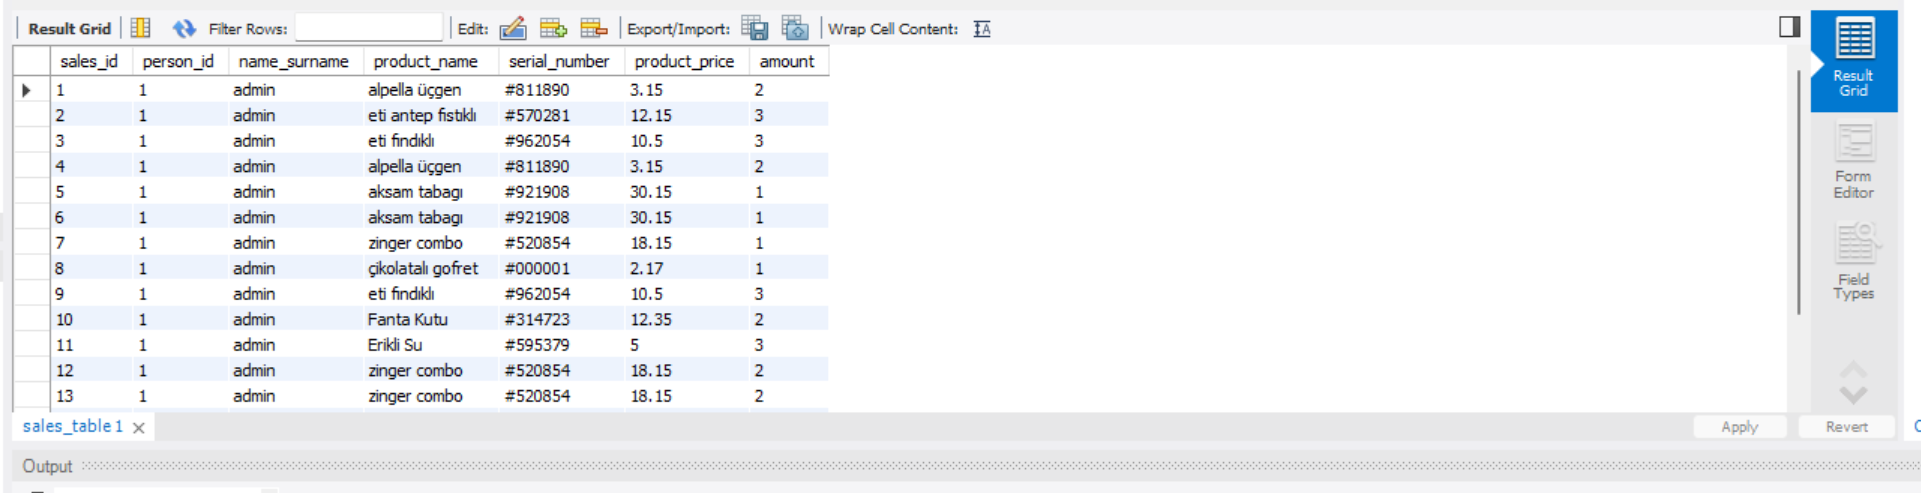 Result Grid Filter Rows: Edit: Export/Import: Wrap Cell Content: IA
sales_id person_id name_surname product_name serial_number product_price amount
1 1 admin alpella üçgen #811890 3.15 2
2 1 admin eti antep fıstıklı #570281 12.15 3
3 1 admin eti fındıklı #962054 10.5 3
4 1 admin alpella üçgen #811890 3.15 2
5 1 admin aksam tabagı #921908 30.15 1
6 1 admin aksam tabagı #921908 30.15 1
7 1 admin zinger combo #520854 18.15 1
8 1 admin çikolatalı gofret #000001 2.17 1
9 1 admin eti fındıklı #962054 10.5 3
10 1 admin Fanta Kutu #314723 12.35 2
11 1 admin Erikli Su #595379 5 3
12 1 admin zinger combo #520854 18.15 2
13 1 admin zinger combo #520854 18.15 2
Result
Grid
Form
Editor
Field
Types
sales_table 1 Apply Revert
Output